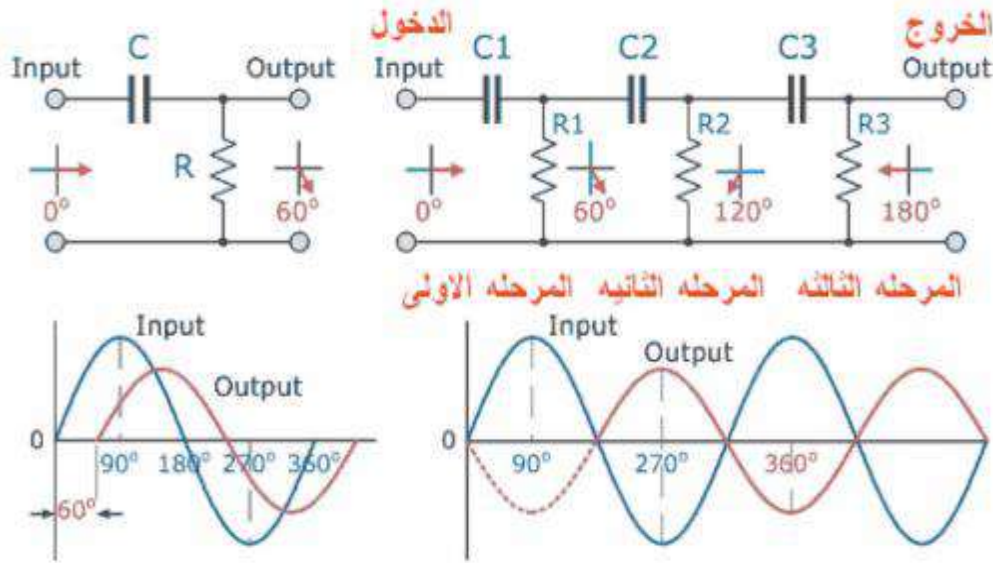 الدخول
الخروج
C
C1
C2
C3
Input
Output
Input
Output
R
R1
R2
R3
0°
60°
0°
60°
120°
180°
المرحله الاولى
المرحله الثانيه
المرحله الثالثه
Input
Output
0
90°
180°
270°
360°
60°
Input
Output
0
90°
270°
360°